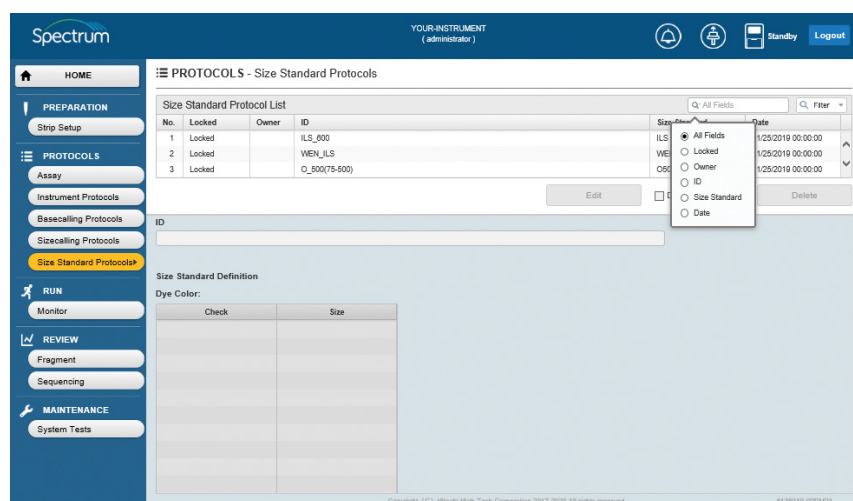 Spectrum
YOUR-INSTRUMENT
( administrator )
Standby
Logout
HOME
PROTOCOLS - Size Standard Protocols
PREPARATION
Strip Setup
PROTOCOLS
Assay
Instrument Protocols
Basecalling Protocols
Sizecalling Protocols
Size Standard Protocols
RUN
Monitor
REVIEW
Fragment
Sequencing
MAINTENANCE
System Tests
Size Standard Protocol List
All Fields
Filter
No. Locked Owner ID Size Standard Date
1 Locked ILS_600 ILS 1/25/2019 00:00:00
2 Locked WEN_ILS 1/25/2019 00:00:00
3 Locked O_500(75-500) 1/25/2019 00:00:00
All Fields
Locked
Owner
ID
Size Standard
Date
Edit
Delete
ID
Size Standard Definition
Dye Color:
Check Size